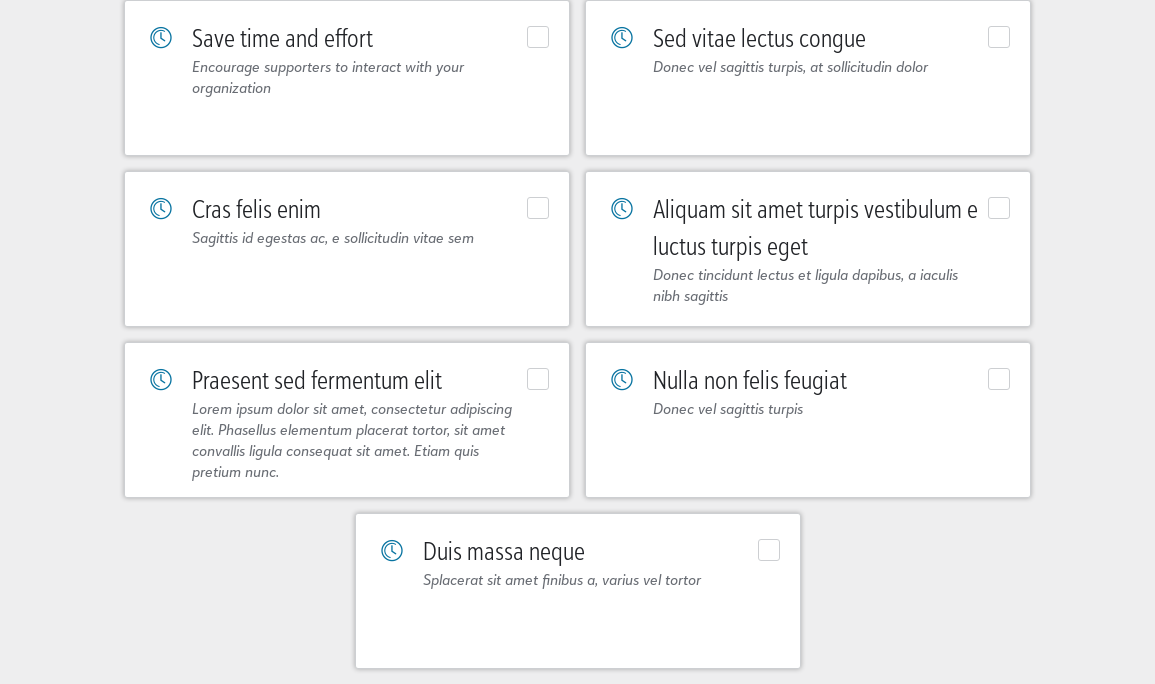 Save time and effort
Encourage supporters to interact with your
organization
Sed vitae lectus congue
Donec vel sagittis turpis, at sollicitudin dolor
Cras felis enim
Sagittis id egestas ac, e sollicitudin vitae sem
Aliquam sit amet turpis vestibulum e
luctus turpis eget
Donec tincidunt lectus et ligula dapibus, a iaculis
nibh sagittis
Praesent sed fermentum elit
Lorem ipsum dolor sit amet, consectetur adipiscing
elit. Phasellus elementum placerat tortor, sit amet
convallis ligula consequat sit amet. Etiam quis
pretium nunc.
Nulla non felis feugiat
Donec vel sagittis turpis
Duis massa neque
Splacerat sit amet finibus a, varius vel tortor